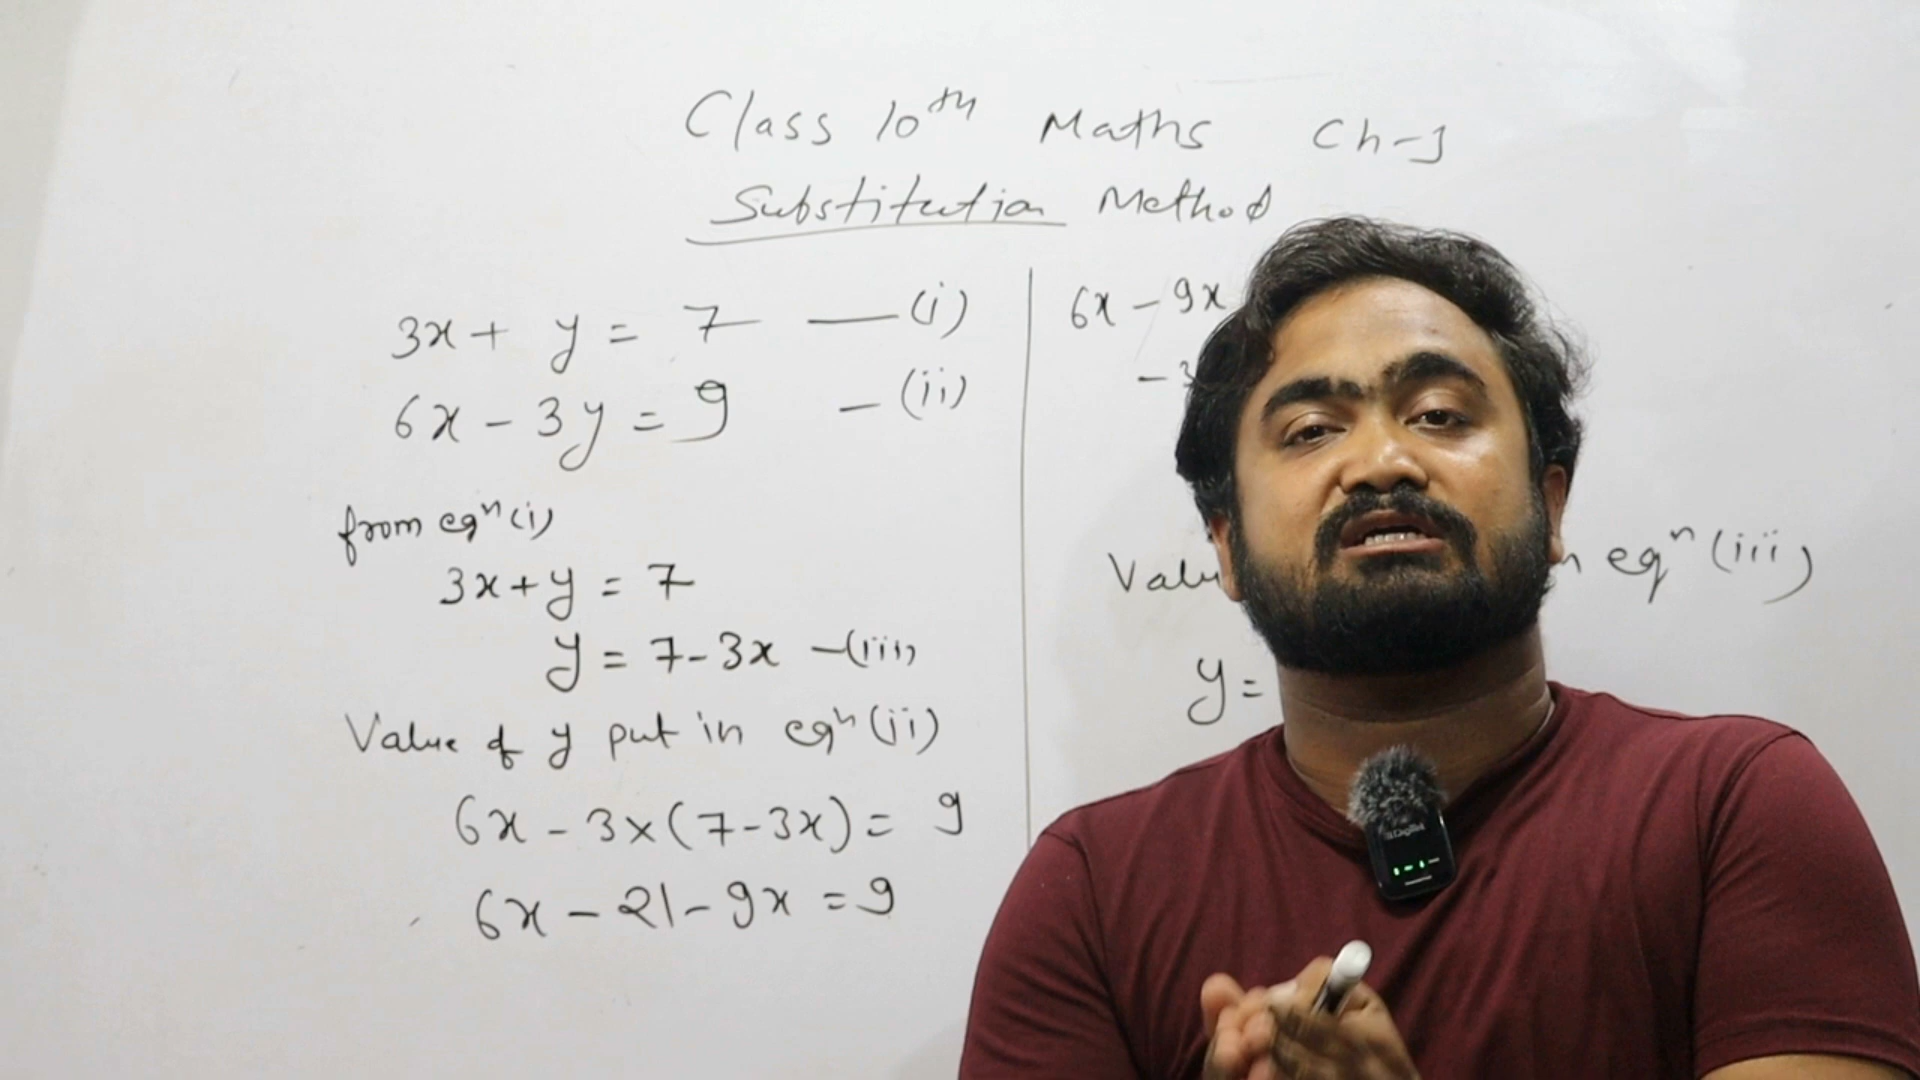 Class 10th Maths Ch-3
Substitution Method
3x + y = 7 —(i)
6x - 3y = 9 -(ii)
from eqn (i)
3x + y = 7
y = 7 - 3x -(iii)
Value of y put in eqn (ii)
6x - 3x(7-3x) = 9
6x - 21 - 9x = 9
6x - 9x
- 3
eqn (iii)
y =